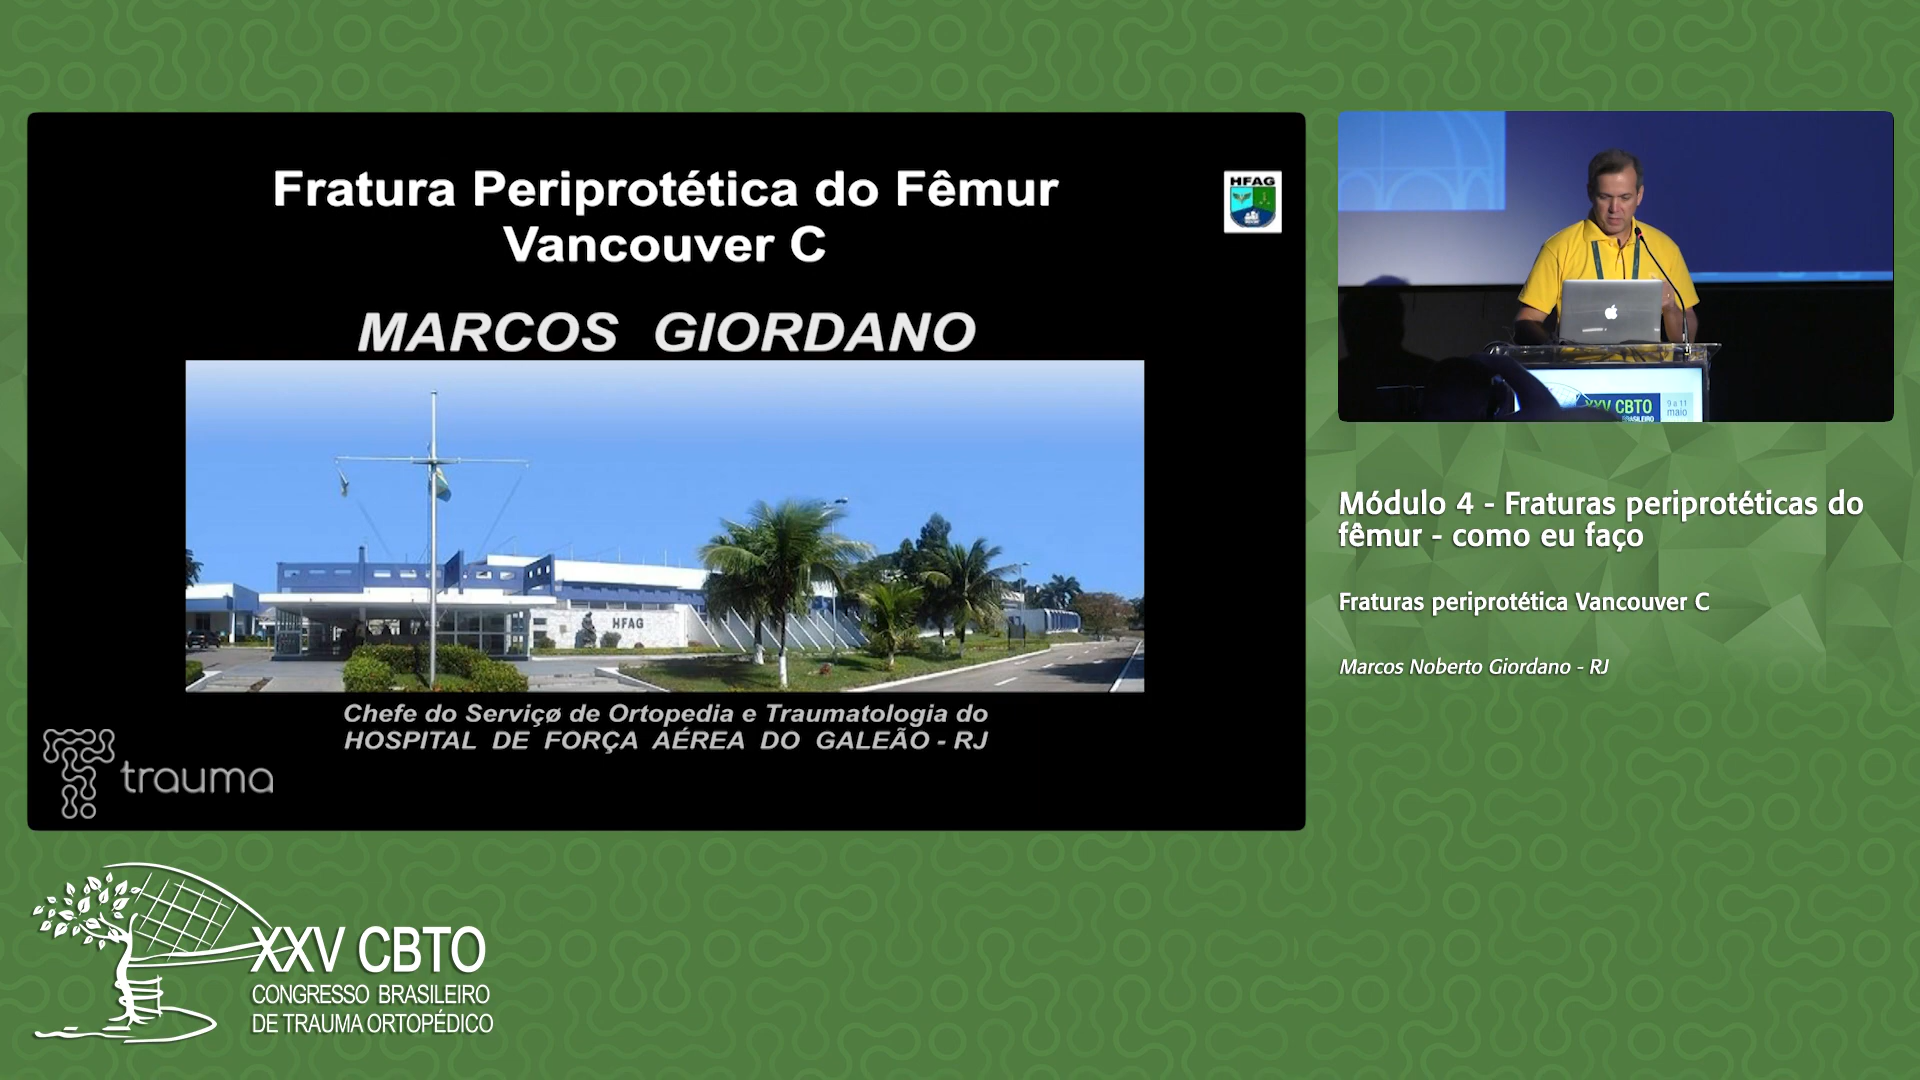 Fratura Periprotética do Fêmur
Vancouver C
HFAG
MARCOS GIORDANO
HFAG
Chefe do Serviçø de Ortopedia e Traumatologia do
HOSPITAL DE FORÇA AÉREA DO GALEÃO - RJ
trauma
XXV CBTO
BRASILEIRO
9 a 11
maio
Módulo 4 - Fraturas periprotéticas do
fêmur - como eu faço
Fraturas periprotética Vancouver C
Marcos Noberto Giordano - RJ
XXV CBTO
CONGRESSO BRASILEIRO
DE TRAUMA ORTOPÉDICO